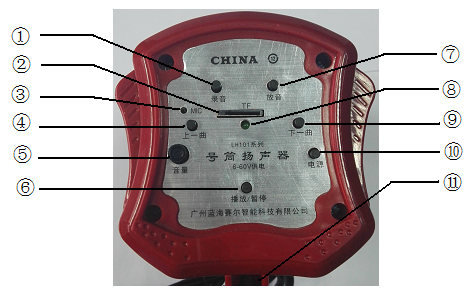 ① ⑦
CHINA
② ⑧
录音 放音
TF
③ MIC
④ ⑨
上一曲 下一曲
LH101系列
⑤ 号筒扬声器 ⑩
音量 6-60V供电 电源
⑥
播放/暂停 ⑪
广州蓝海赛尔智能科技有限公司